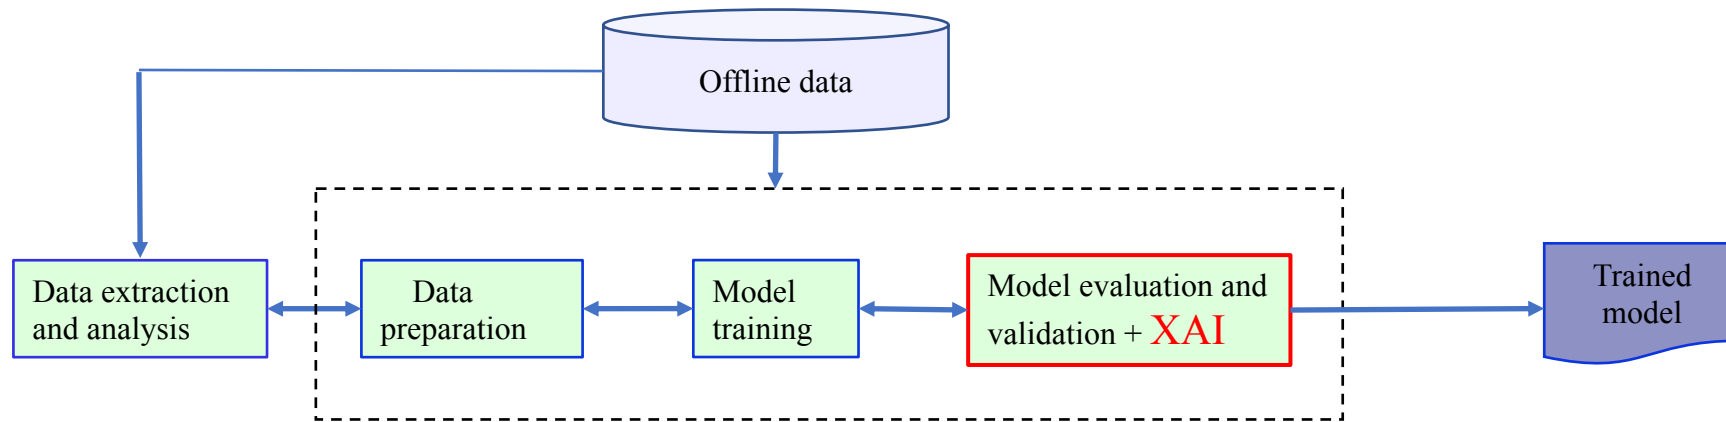 Offline data
Data extraction
and analysis
Data
preparation
Model
training
Model evaluation and
validation + XAI
Trained
model